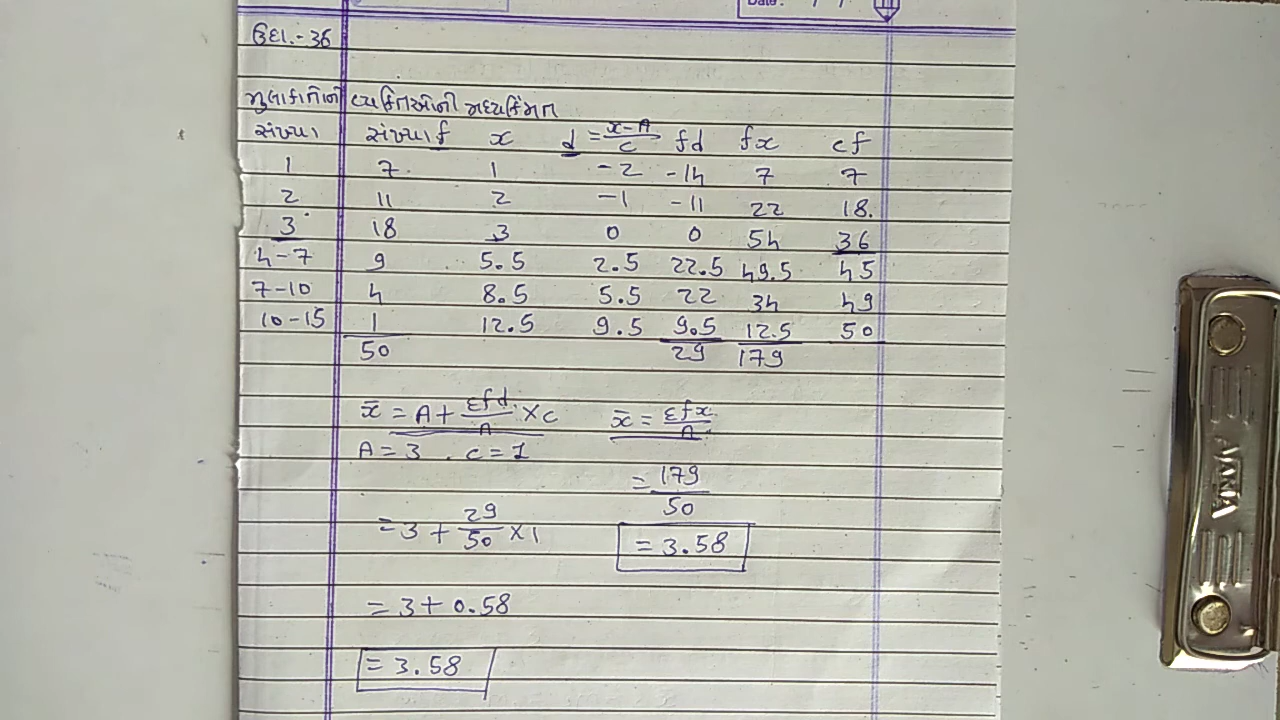 Date :
ઉદા.- 36
મુલાકાતોની વ્યક્તિઓની મધ્યકિંમત
સંખ્યા સંખ્યા f x d = x-A/c fd fx cf
1 7 1 -2 -14 7 7
2 11 2 -1 -11 22 18
3 18 3 0 0 54 36
4-7 9 5.5 2.5 22.5 49.5 45
7-10 4 8.5 5.5 22 34 49
10-15 1 12.5 9.5 9.5 12.5 50
50 29 179
x̄ = A + Σfd/n × c x̄ = Σfx/n
A = 3 . c = 1
= 179/50
= 3 + 29/50 × 1
= 3.58
= 3 + 0.58
= 3.58
AJANTA